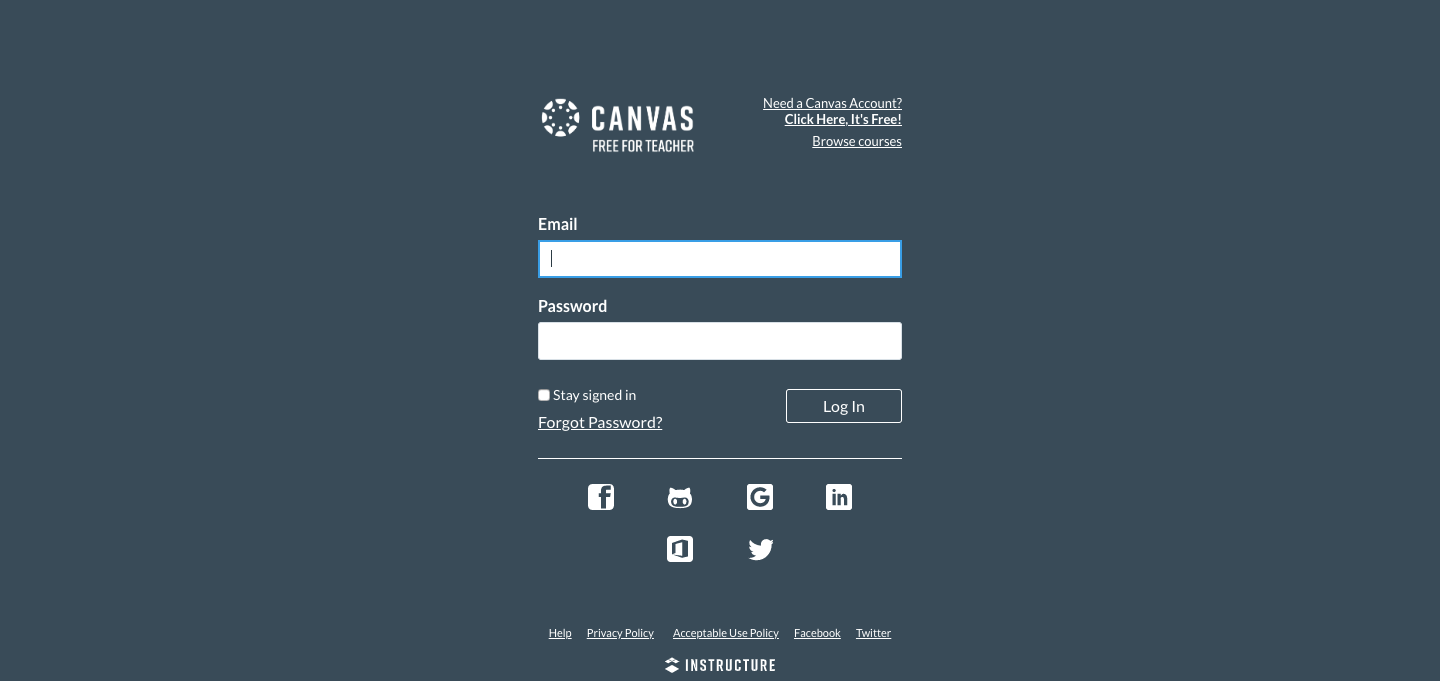 CANVAS
FREE FOR TEACHER
Need a Canvas Account?
Click Here, It's Free!
Browse courses
Email
Password
Stay signed in
Log In
Forgot Password?
Help Privacy Policy Acceptable Use Policy Facebook Twitter
INSTRUCTURE